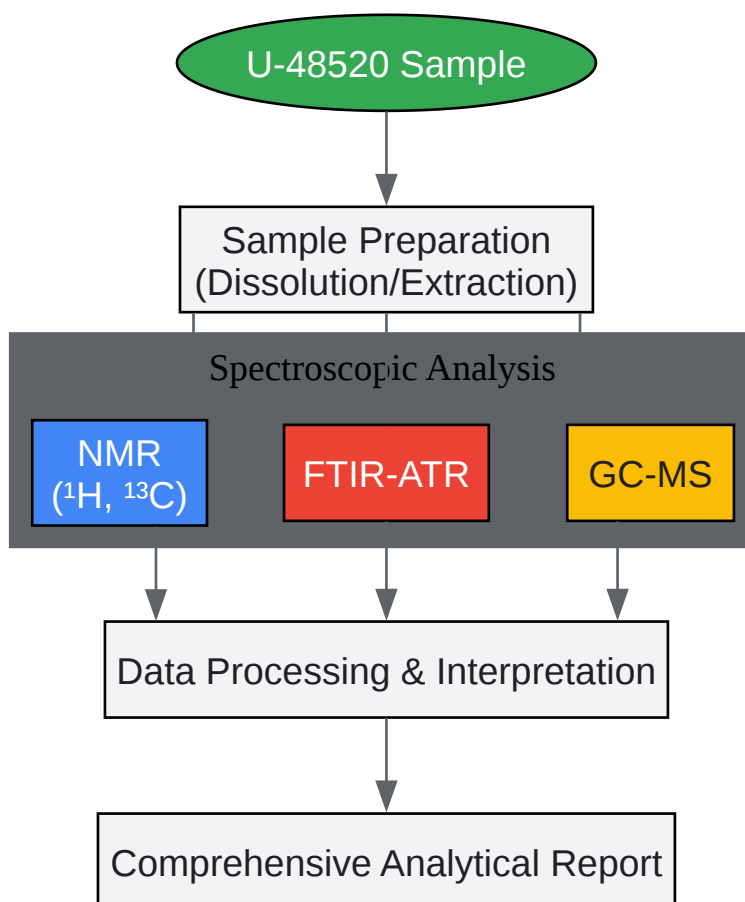 U-48520 Sample
Sample Preparation
(Dissolution/Extraction)
Spectroscopic Analysis
NMR
(¹H, ¹³C)
FTIR-ATR
GC-MS
Data Processing & Interpretation
Comprehensive Analytical Report